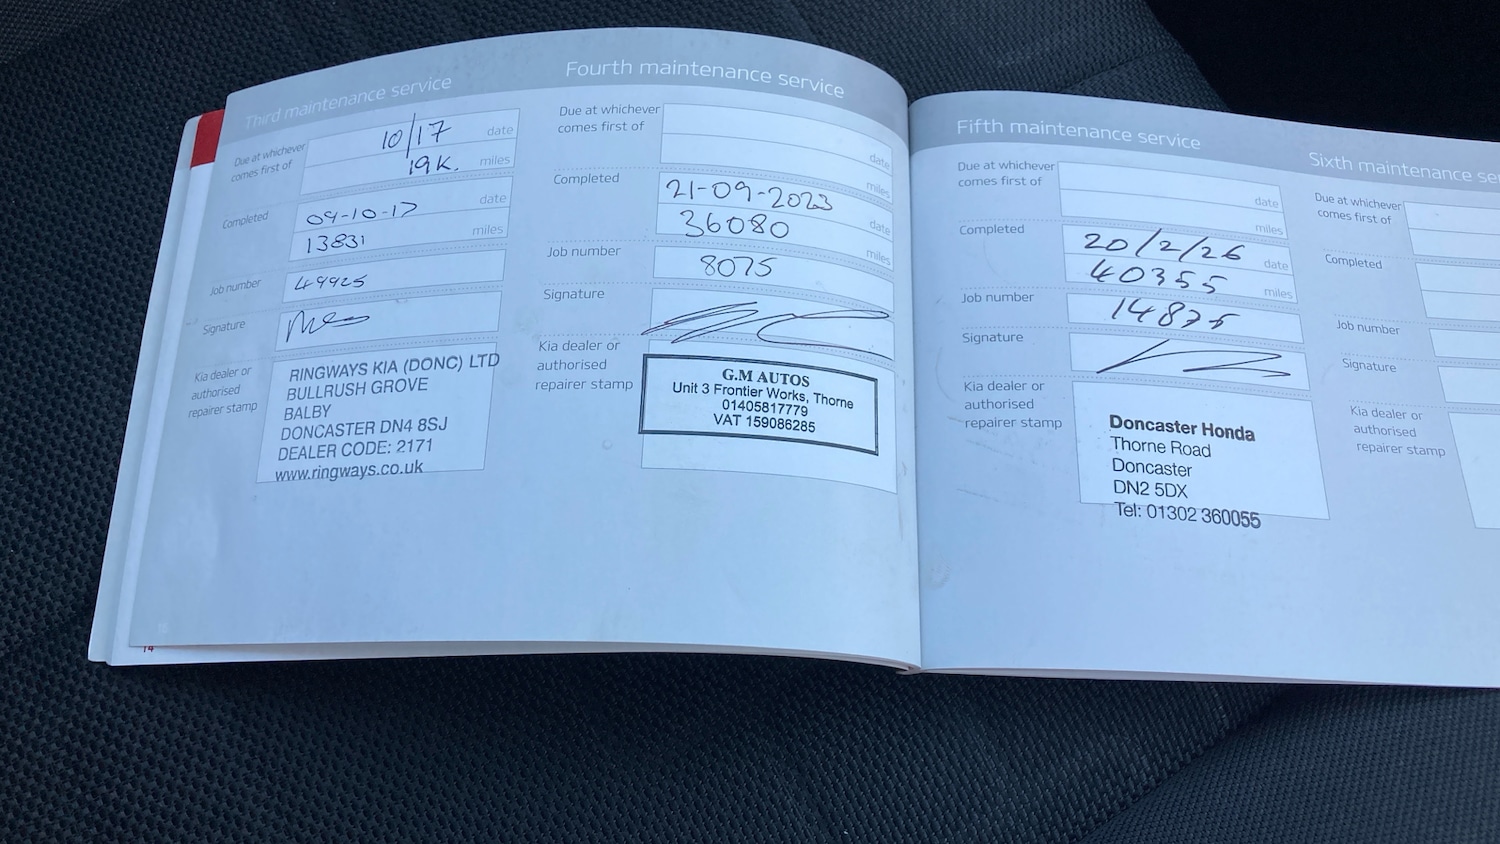 Third maintenance service
Due at whichever
comes first of
10/17
date
19K.
miles
Completed
04-10-17
date
13831
miles
Job number
49925
Signature
Kia dealer or
authorised
repairer stamp
RINGWAYS KIA (DONC) LTD
BULLRUSH GROVE
BALBY
DONCASTER DN4 8SJ
DEALER CODE: 2171
www.ringways.co.uk
14
Fourth maintenance service
Due at whichever
comes first of
date
miles
Completed
21-09-2023
date
36080
miles
Job number
8075
Signature
Kia dealer or
authorised
repairer stamp
G.M AUTOS
Unit 3 Frontier Works, Thorne
01405817779
VAT 159086285
Fifth maintenance service
Due at whichever
comes first of
date
miles
Completed
20/2/26
date
40355
miles
Job number
14875
Signature
Kia dealer or
authorised
repairer stamp
Doncaster Honda
Thorne Road
Doncaster
DN2 5DX
Tel: 01302 360055
Sixth maintenance se
Due at whichever
comes first of
Completed
Job number
Signature
Kia dealer or
authorised
repairer stamp